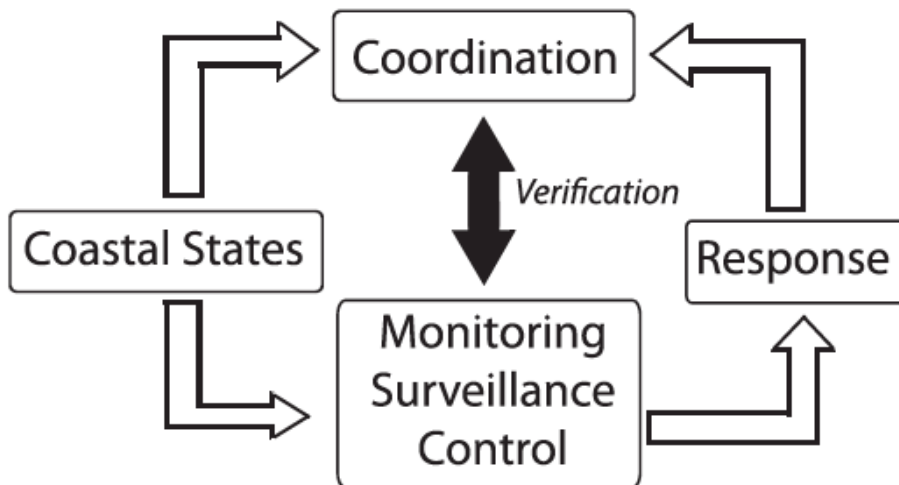 Coordination
Verification
Coastal States
Response
Monitoring
Surveillance
Control